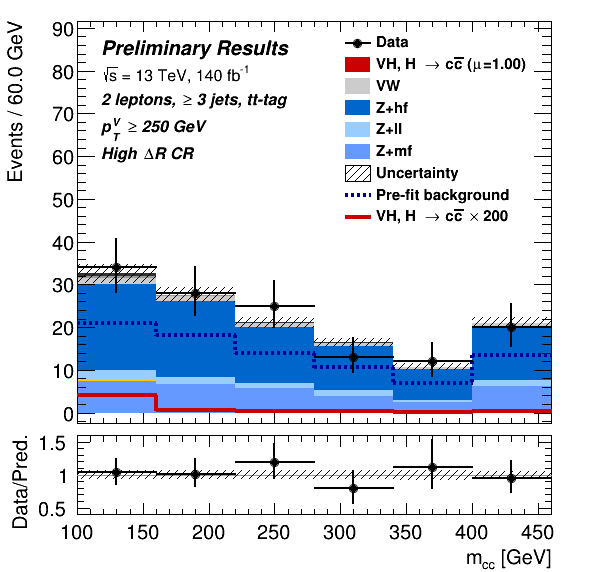 Events / 60.0 GeV
90
80
70
60
50
40
30
20
10
0
Preliminary Results
√s = 13 TeV, 140 fb⁻¹
2 leptons, ≥ 3 jets, tt-tag
p_T^V ≥ 250 GeV
High ΔR CR
Data
VH, H → cc̅ (μ=1.00)
VW
Z+hf
Z+ll
Z+mf
Uncertainty
Pre-fit background
VH, H → cc̅ × 200
Data/Pred.
1.5
1
0.5
100 150 200 250 300 350 400 450
m_cc [GeV]